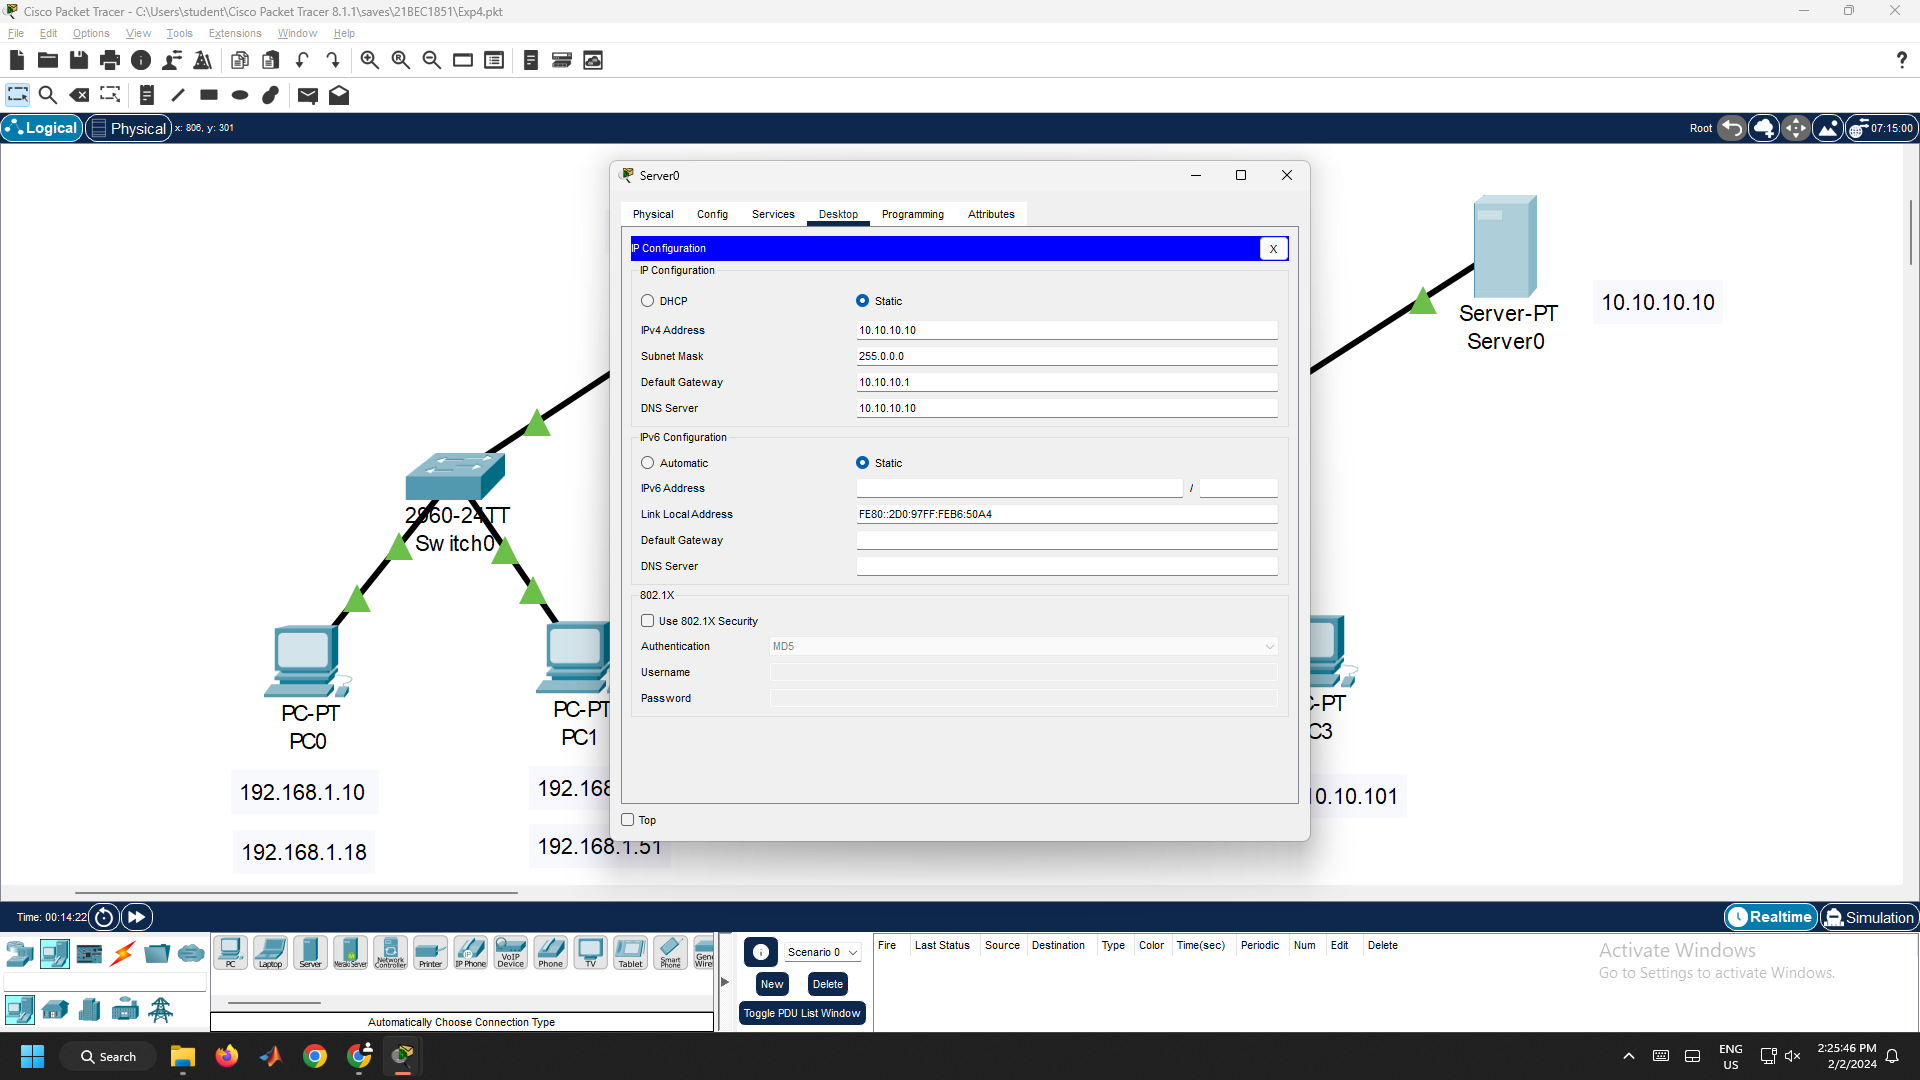 Cisco Packet Tracer - C:\Users\student\Cisco Packet Tracer 8.1.1\saves\21BEC1851\Exp4.pkt
File Edit Options View Tools Extensions Window Help
?
Logical Physical x: 806, y: 301 Root 07:15:00
Server0
Physical Config Services Desktop Programming Attributes
IP Configuration X
IP Configuration
DHCP Static
IPv4 Address 10.10.10.10
Subnet Mask 255.0.0.0
Default Gateway 10.10.10.1
DNS Server 10.10.10.10
IPv6 Configuration
Automatic Static
IPv6 Address /
Link Local Address FE80::2D0:97FF:FEB6:50A4
Default Gateway
DNS Server
802.1X
Use 802.1X Security
Authentication MD5
Username
Password
Top
Server-PT
Server0
10.10.10.10
2960-24TT
Switch0
PC-PT
PC0
PC-PT
PC1
-PT
C3
192.168.1.10
192.168
0.10.101
192.168.1.18
192.168.1.51
Time: 00:14:22 Realtime Simulation
PC Laptop Server Meraki Server Network Controller Printer IP Phone VoIP Device Phone TV Tablet Smart Phone
Automatically Choose Connection Type
Scenario 0
New Delete
Toggle PDU List Window
Fire Last Status Source Destination Type Color Time(sec) Periodic Num Edit Delete
Activate Windows
Go to Settings to activate Windows.
Search
ENG
US
2:25:46 PM
2/2/2024